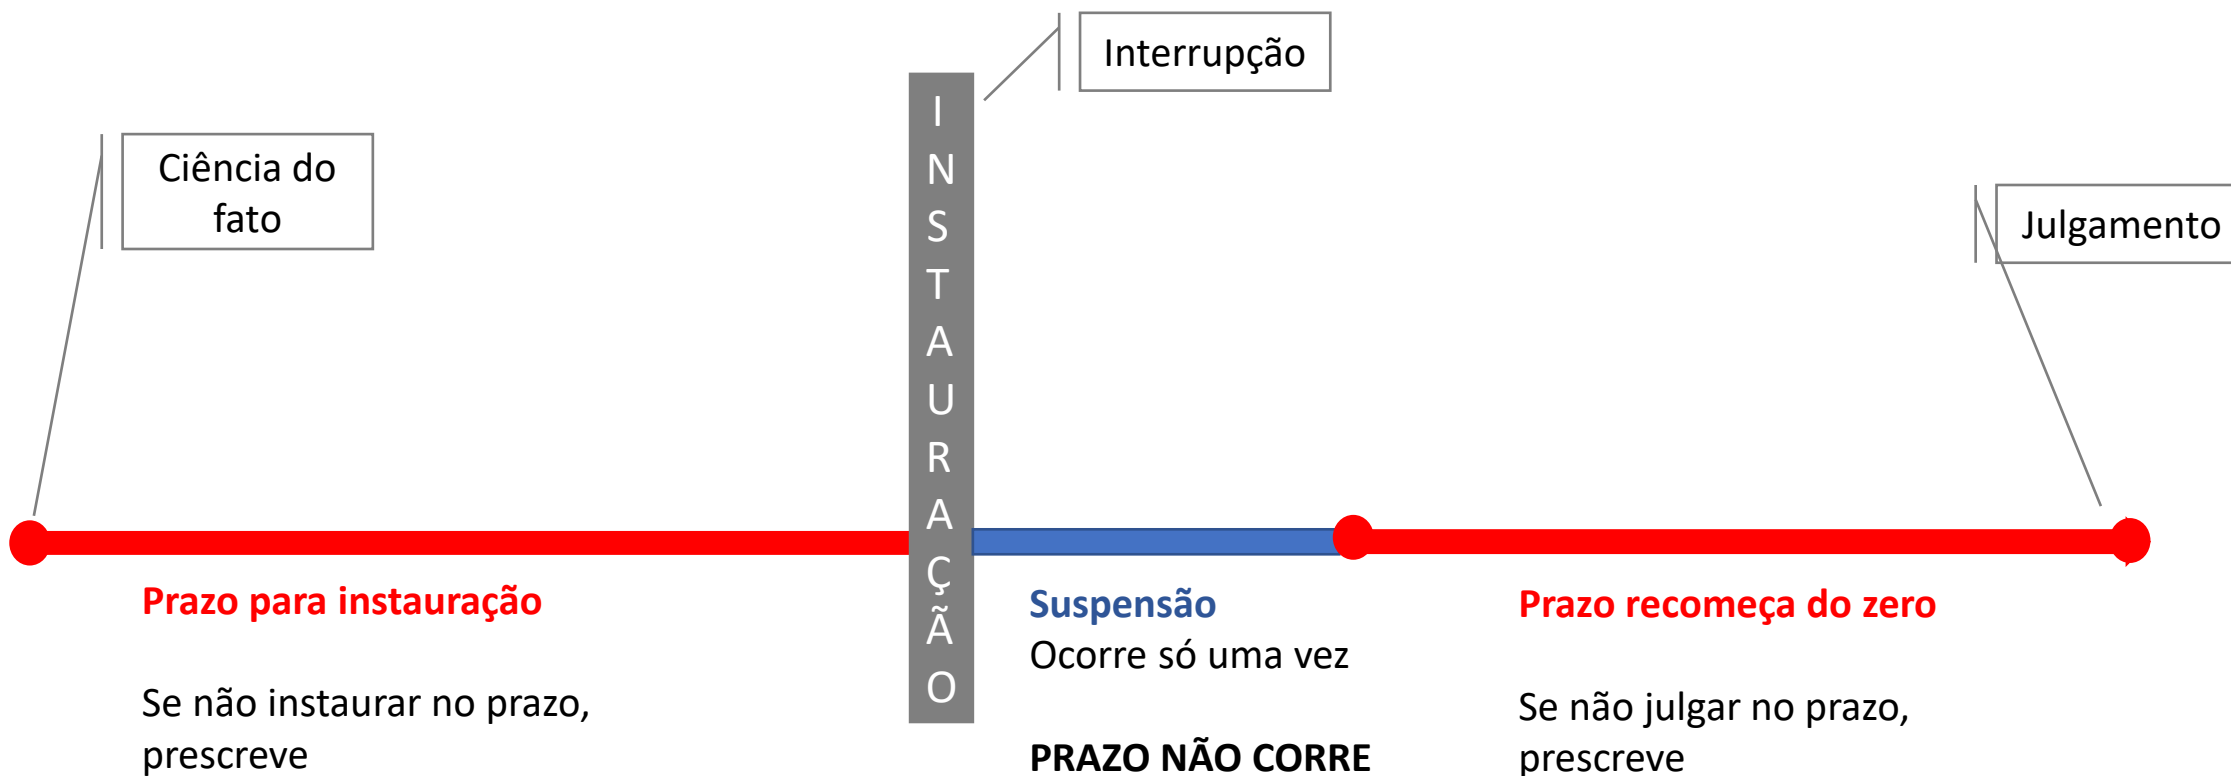 Interrupção
Ciência do
fato
INSTAURAÇÃO
Julgamento
Prazo para instauração
Se não instaurar no prazo,
prescreve
Suspensão
Ocorre só uma vez
PRAZO NÃO CORRE
Prazo recomeça do zero
Se não julgar no prazo,
prescreve